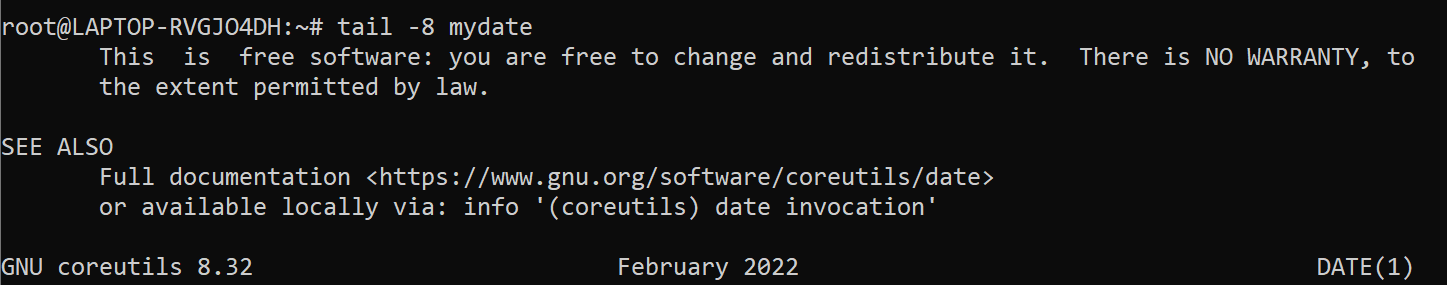 root@LAPTOP-RVGJO4DH:~# tail -8 mydate
       This  is  free software: you are free to change and redistribute it.  There is NO WARRANTY, to
       the extent permitted by law.

SEE ALSO
       Full documentation <https://www.gnu.org/software/coreutils/date>
       or available locally via: info '(coreutils) date invocation'

GNU coreutils 8.32                          February 2022                                     DATE(1)